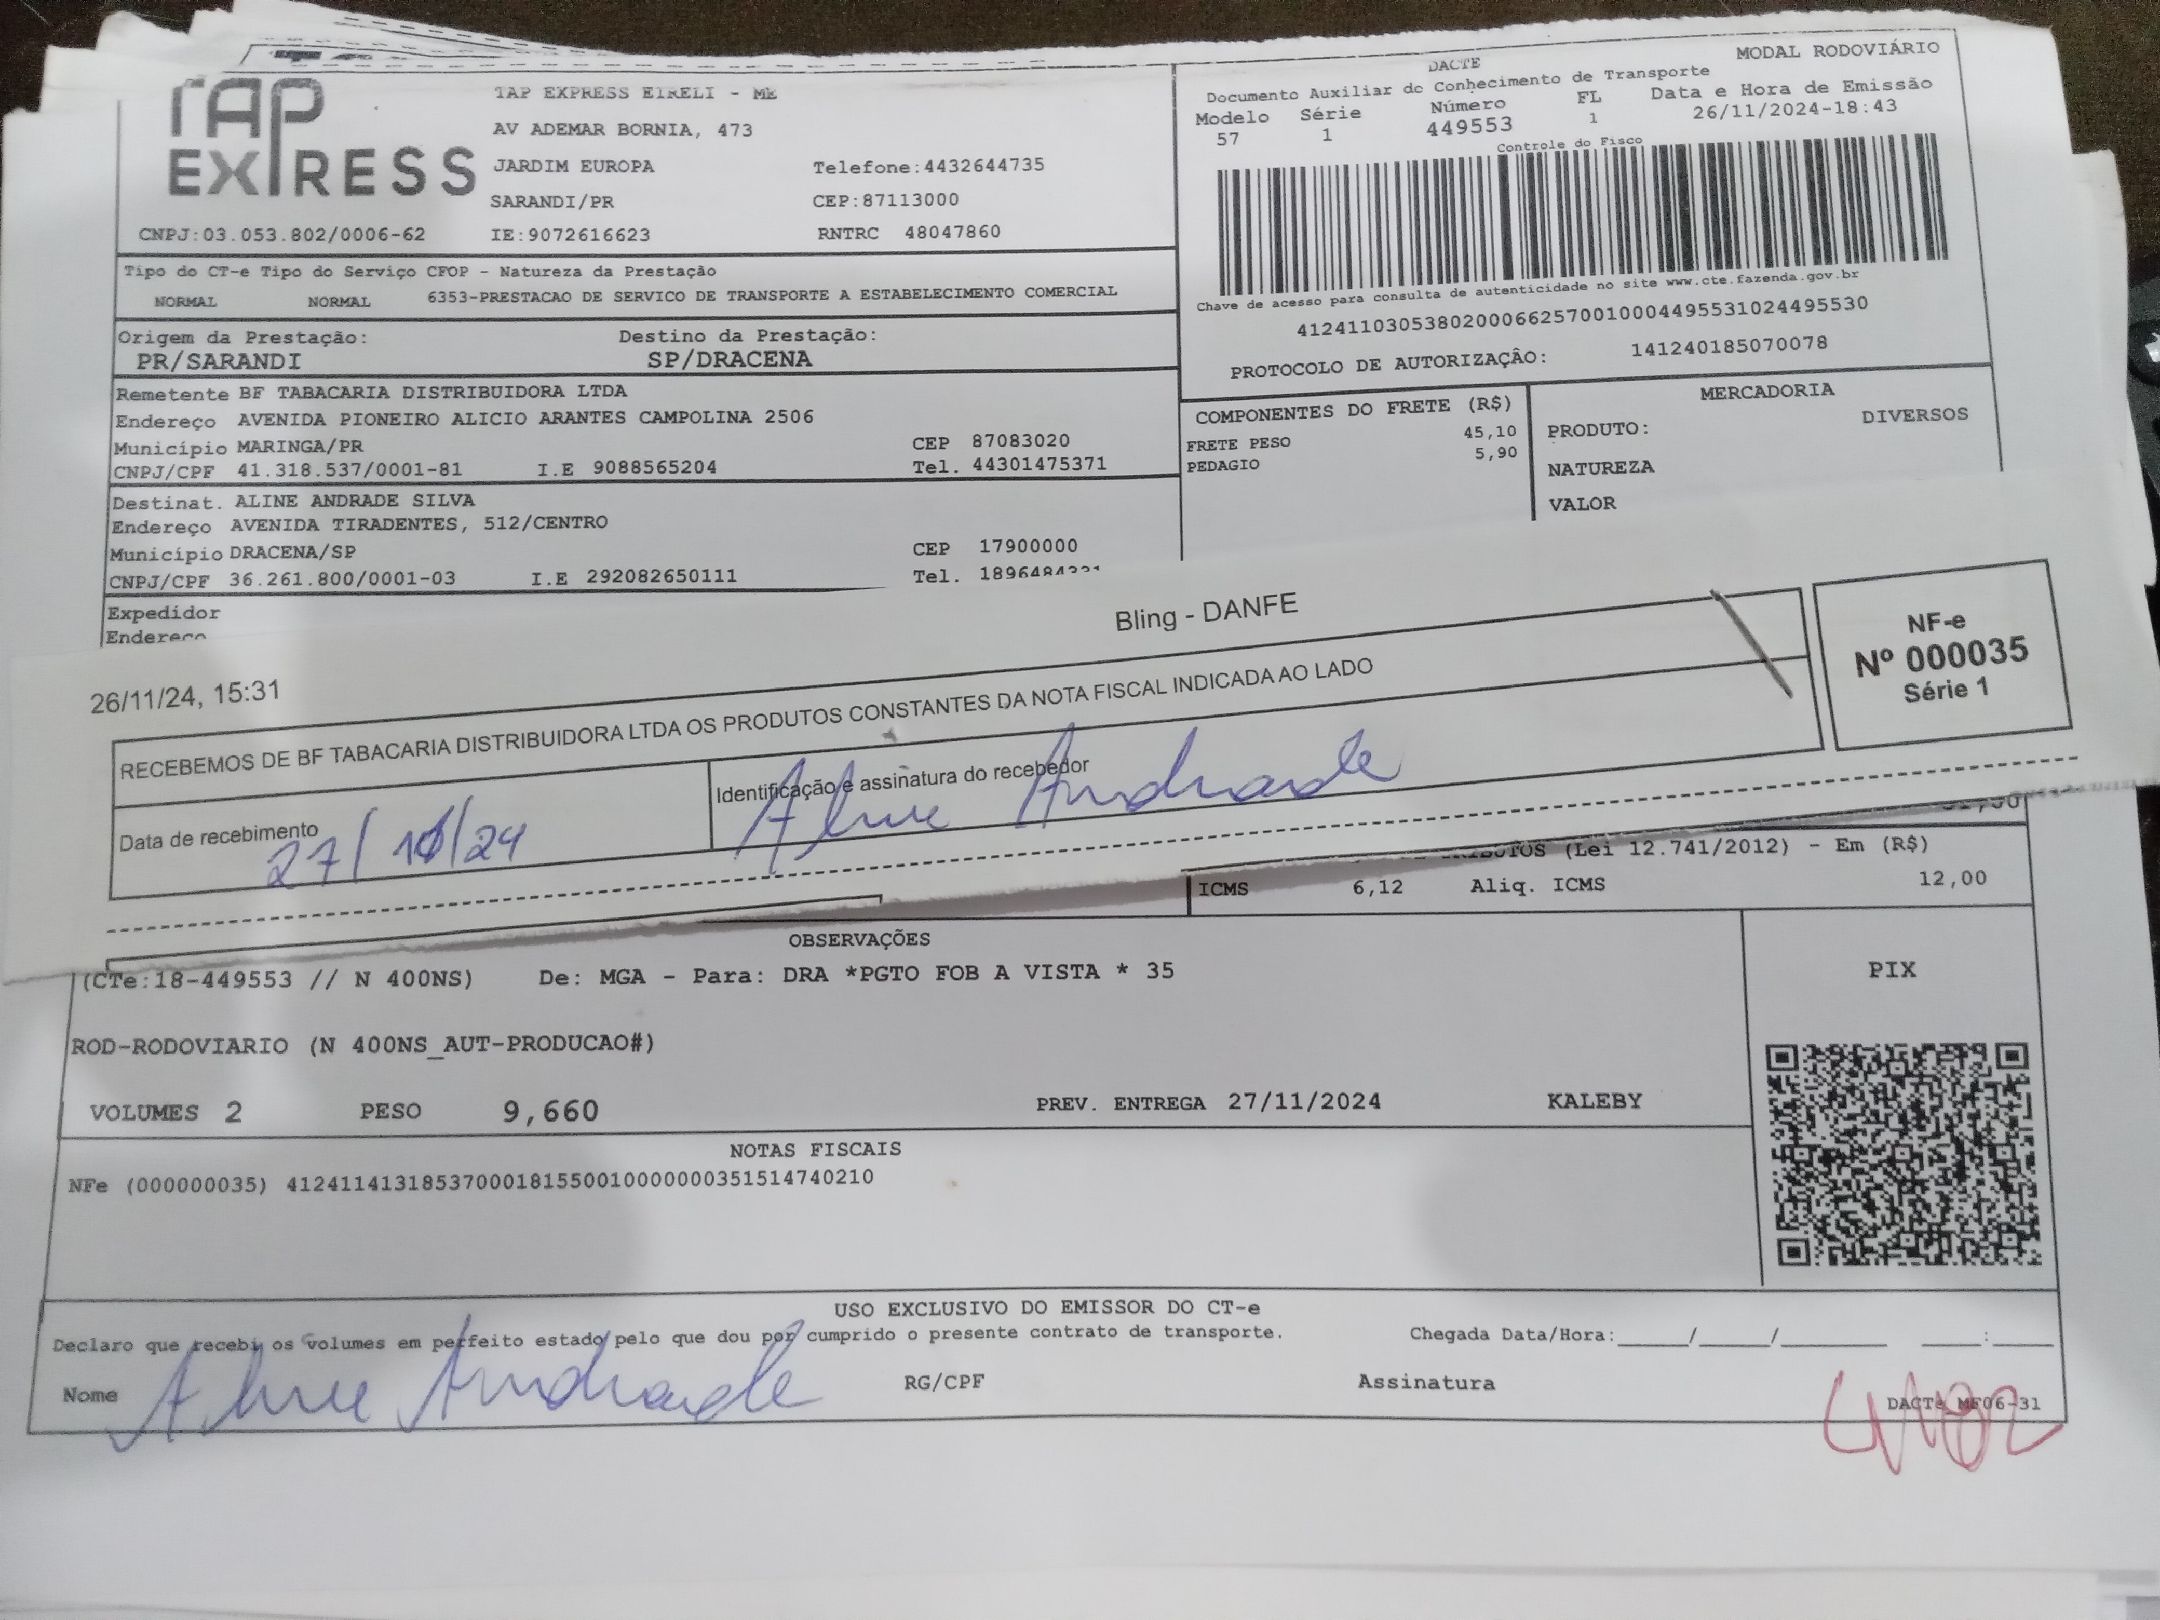 TAP EXPRESS
TAP EXPRESS EIRELI - ME
AV ADEMAR BORNIA, 473
JARDIM EUROPA Telefone:4432644735
SARANDI/PR CEP:87113000
CNPJ:03.053.802/0006-62 IE:9072616623 RNTRC 48047860
MODAL RODOVIÁRIO
DACTE
Documento Auxiliar do Conhecimento de Transporte
Modelo Série Número FL Data e Hora de Emissão
57 1 449553 1 26/11/2024-18:43
Controle do Fisco
Chave de acesso para consulta de autenticidade no site www.cte.fazenda.gov.br
41241103053802000662570010004495531024495530
PROTOCOLO DE AUTORIZAÇÃO: 141240185070078
Tipo do CT-e Tipo do Serviço CFOP - Natureza da Prestação
NORMAL NORMAL 6353-PRESTACAO DE SERVICO DE TRANSPORTE A ESTABELECIMENTO COMERCIAL
Origem da Prestação: Destino da Prestação:
PR/SARANDI SP/DRACENA
Remetente BF TABACARIA DISTRIBUIDORA LTDA
Endereço AVENIDA PIONEIRO ALICIO ARANTES CAMPOLINA 2506
Município MARINGA/PR CEP 87083020
CNPJ/CPF 41.318.537/0001-81 I.E 9088565204 Tel. 44301475371
COMPONENTES DO FRETE (R$)
FRETE PESO 45,10
PEDAGIO 5,90
MERCADORIA
PRODUTO: DIVERSOS
NATUREZA
VALOR
Destinat. ALINE ANDRADE SILVA
Endereço AVENIDA TIRADENTES, 512/CENTRO
Município DRACENA/SP CEP 17900000
CNPJ/CPF 36.261.800/0001-03 I.E 292082650111 Tel.
Expedidor
Endereço
26/11/24, 15:31 Bling - DANFE
RECEBEMOS DE BF TABACARIA DISTRIBUIDORA LTDA OS PRODUTOS CONSTANTES DA NOTA FISCAL INDICADA AO LADO
NF-e
Nº 000035
Série 1
Data de recebimento Identificação e assinatura do recebedor
27/11/24 Aline Andrade
(Lei 12.741/2012) - Em (R$)
ICMS 6,12 Aliq. ICMS 12,00
OBSERVAÇÕES
(CTe:18-449553 // N 400NS) De: MGA - Para: DRA *PGTO FOB A VISTA * 35
PIX
ROD-RODOVIARIO (N 400NS_AUT-PRODUCAO#)
VOLUMES 2 PESO 9,660 PREV. ENTREGA 27/11/2024 KALEBY
NOTAS FISCAIS
NFe (000000035) 41241141318537000181550010000000351514740210
USO EXCLUSIVO DO EMISSOR DO CT-e
Declaro que recebi os volumes em perfeito estado pelo que dou por cumprido o presente contrato de transporte. Chegada Data/Hora:____/____/______ ____:____
Nome Aline Andrade RG/CPF Assinatura
DACTe MF06-31